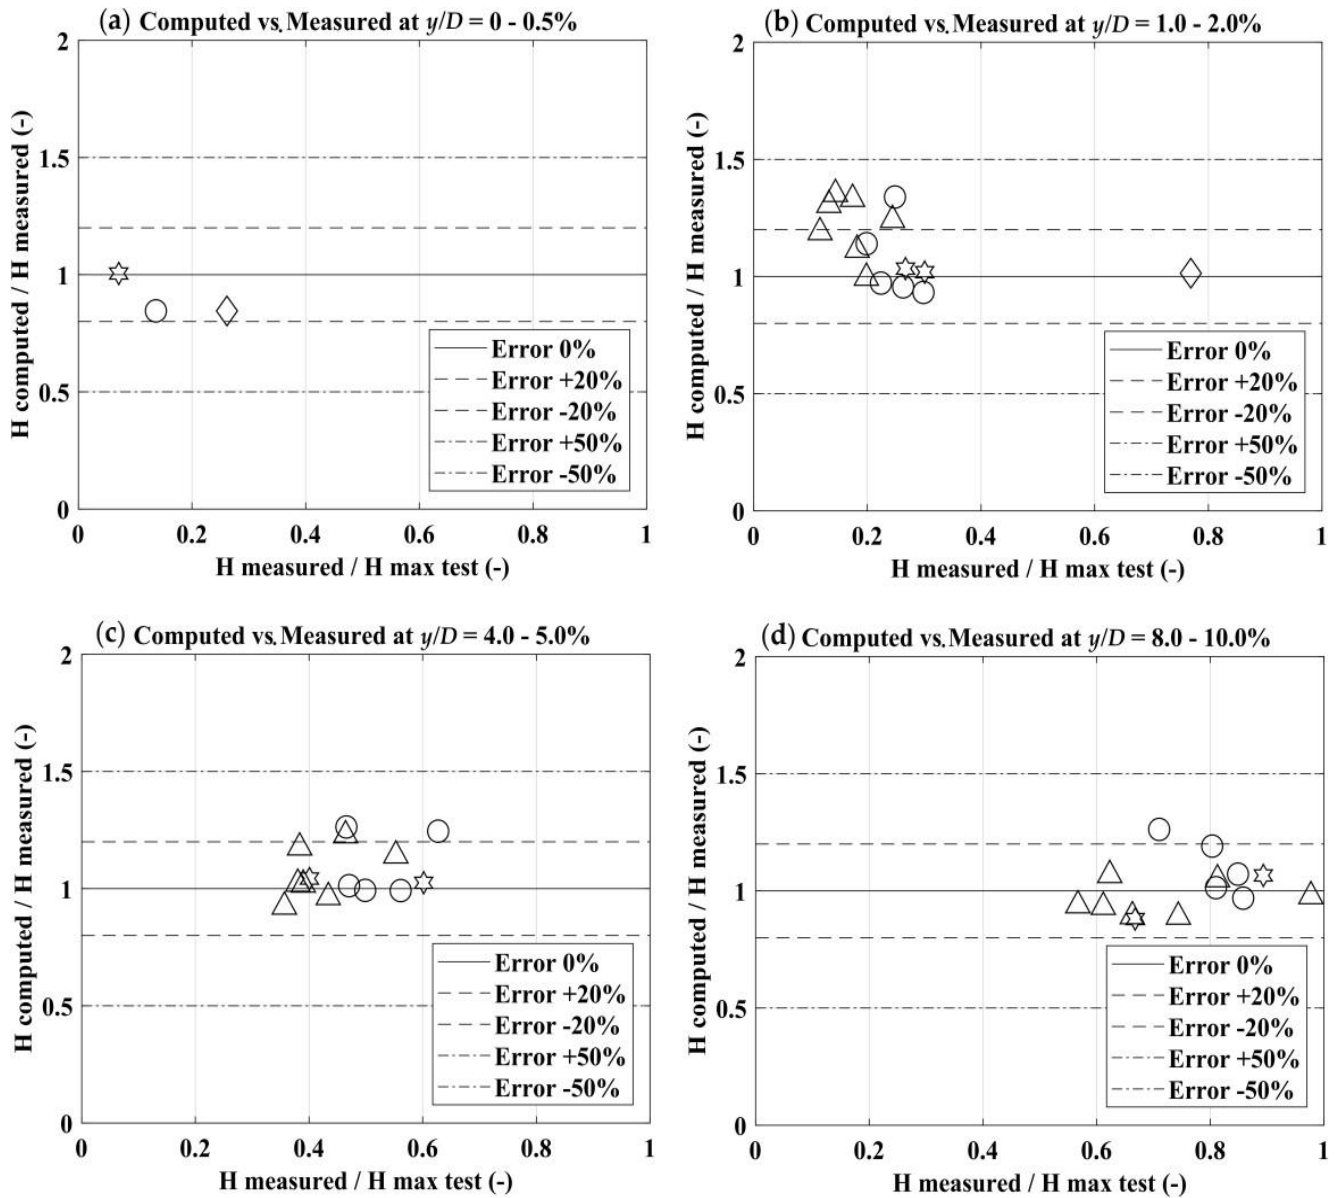 (a) Computed vs. Measured at y/D = 0 - 0.5%
2
1.5
1
0.5
0
H computed / H measured (-)
Error 0%
Error +20%
Error -20%
Error +50%
Error -50%
0 0.2 0.4 0.6 0.8 1
H measured / H max test (-)
(b) Computed vs. Measured at y/D = 1.0 - 2.0%
2
1.5
1
0.5
0
H computed / H measured (-)
Error 0%
Error +20%
Error -20%
Error +50%
Error -50%
0 0.2 0.4 0.6 0.8 1
H measured / H max test (-)
(c) Computed vs. Measured at y/D = 4.0 - 5.0%
2
1.5
1
0.5
0
H computed / H measured (-)
Error 0%
Error +20%
Error -20%
Error +50%
Error -50%
0 0.2 0.4 0.6 0.8 1
H measured / H max test (-)
(d) Computed vs. Measured at y/D = 8.0 - 10.0%
2
1.5
1
0.5
0
H computed / H measured (-)
Error 0%
Error +20%
Error -20%
Error +50%
Error -50%
0 0.2 0.4 0.6 0.8 1
H measured / H max test (-)